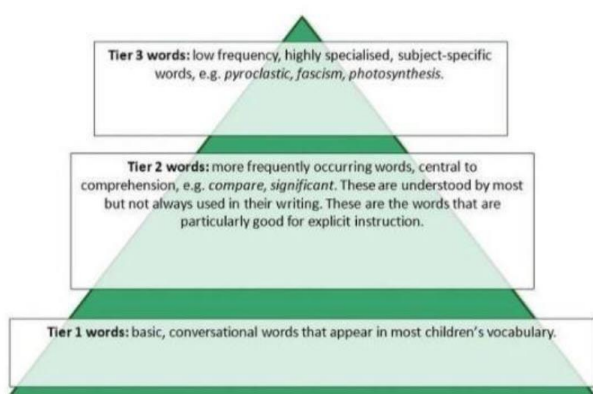 Tier 3 words: low frequency, highly specialised, subject-specific
words, e.g. pyroclastic, fascism, photosynthesis.
Tier 2 words: more frequently occurring words, central to
comprehension, e.g. compare, significant. These are understood by most
but not always used in their writing. These are the words that are
particularly good for explicit instruction.
Tier 1 words: basic, conversational words that appear in most children's vocabulary.